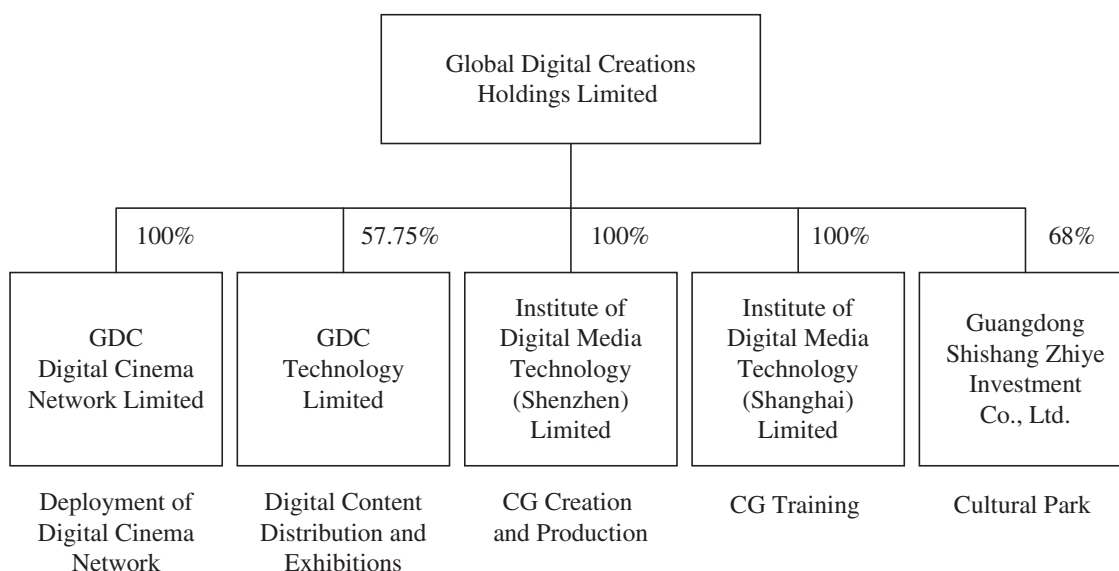 Global Digital Creations
Holdings Limited
100%
57.75%
100%
100%
68%
GDC
Digital Cinema
Network Limited
GDC
Technology
Limited
Institute of
Digital Media
Technology
(Shenzhen)
Limited
Institute of
Digital Media
Technology
(Shanghai)
Limited
Guangdong
Shishang Zhiye
Investment
Co., Ltd.
Deployment of
Digital Cinema
Network
Digital Content
Distribution and
Exhibitions
CG Creation
and Production
CG Training
Cultural Park